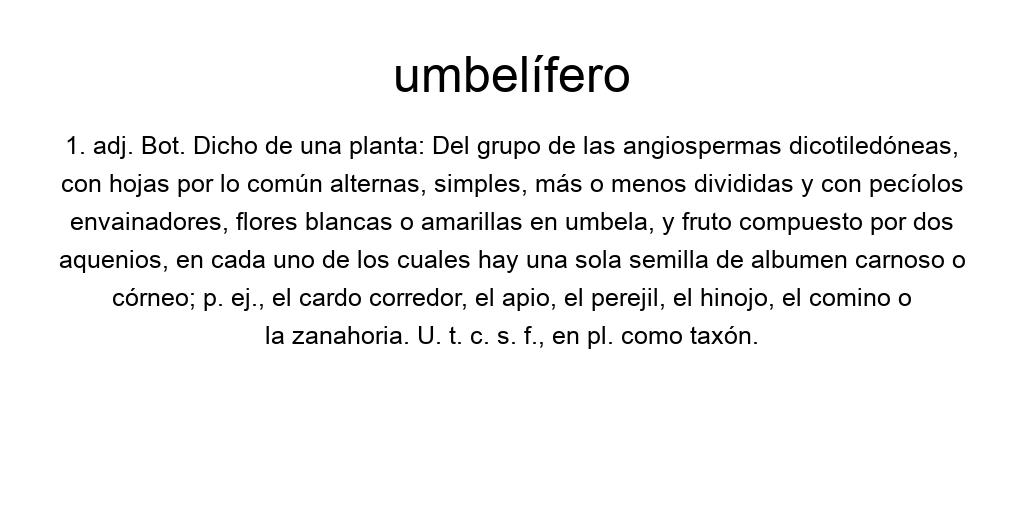 umbelífero
1. adj. Bot. Dicho de una planta: Del grupo de las angiospermas dicotiledóneas,
con hojas por lo común alternas, simples, más o menos divididas y con pecíolos
envainadores, flores blancas o amarillas en umbela, y fruto compuesto por dos
aquenios, en cada uno de los cuales hay una sola semilla de albumen carnoso o
córneo; p. ej., el cardo corredor, el apio, el perejil, el hinojo, el comino o
la zanahoria. U. t. c. s. f., en pl. como taxón.